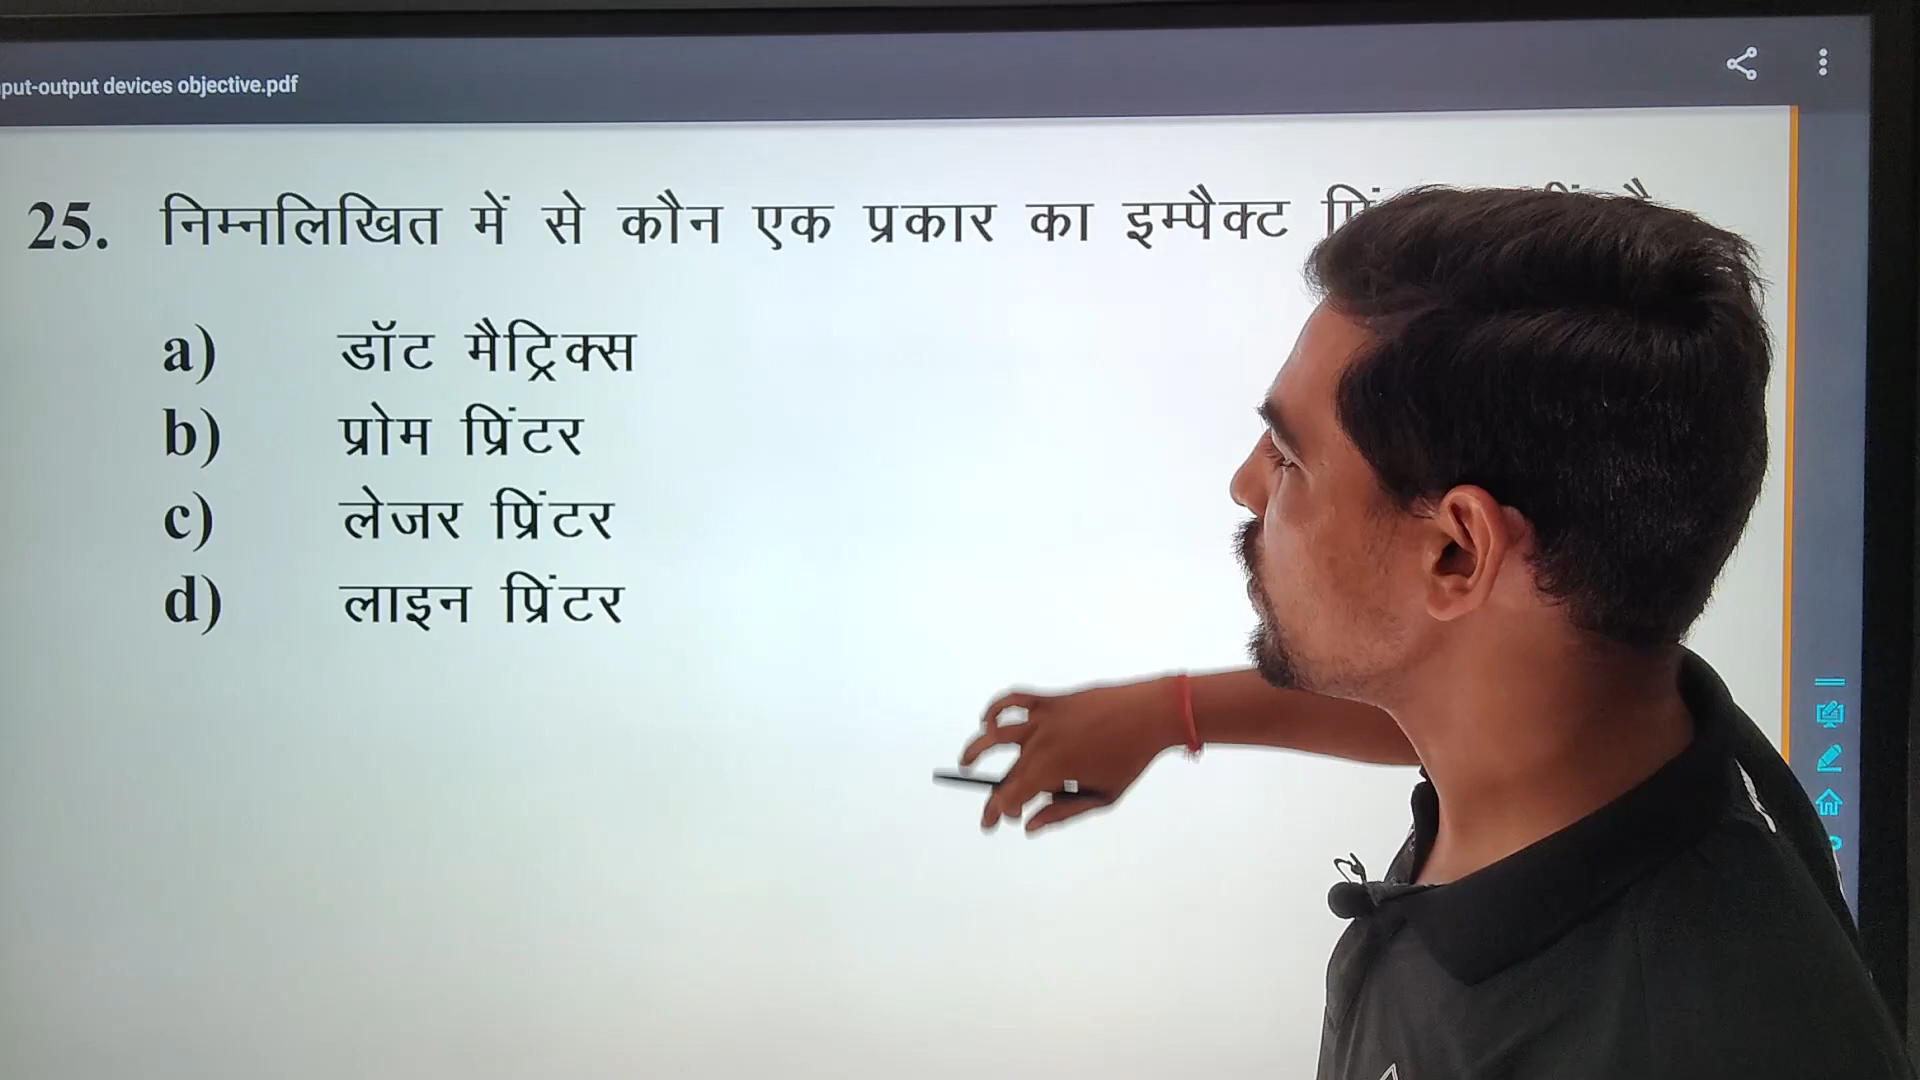 put-output devices objective.pdf
25. निम्नलिखित में से कौन एक प्रकार का इम्पैक्ट
a) डॉट मैट्रिक्स
b) प्रोम प्रिंटर
c) लेजर प्रिंटर
d) लाइन प्रिंटर